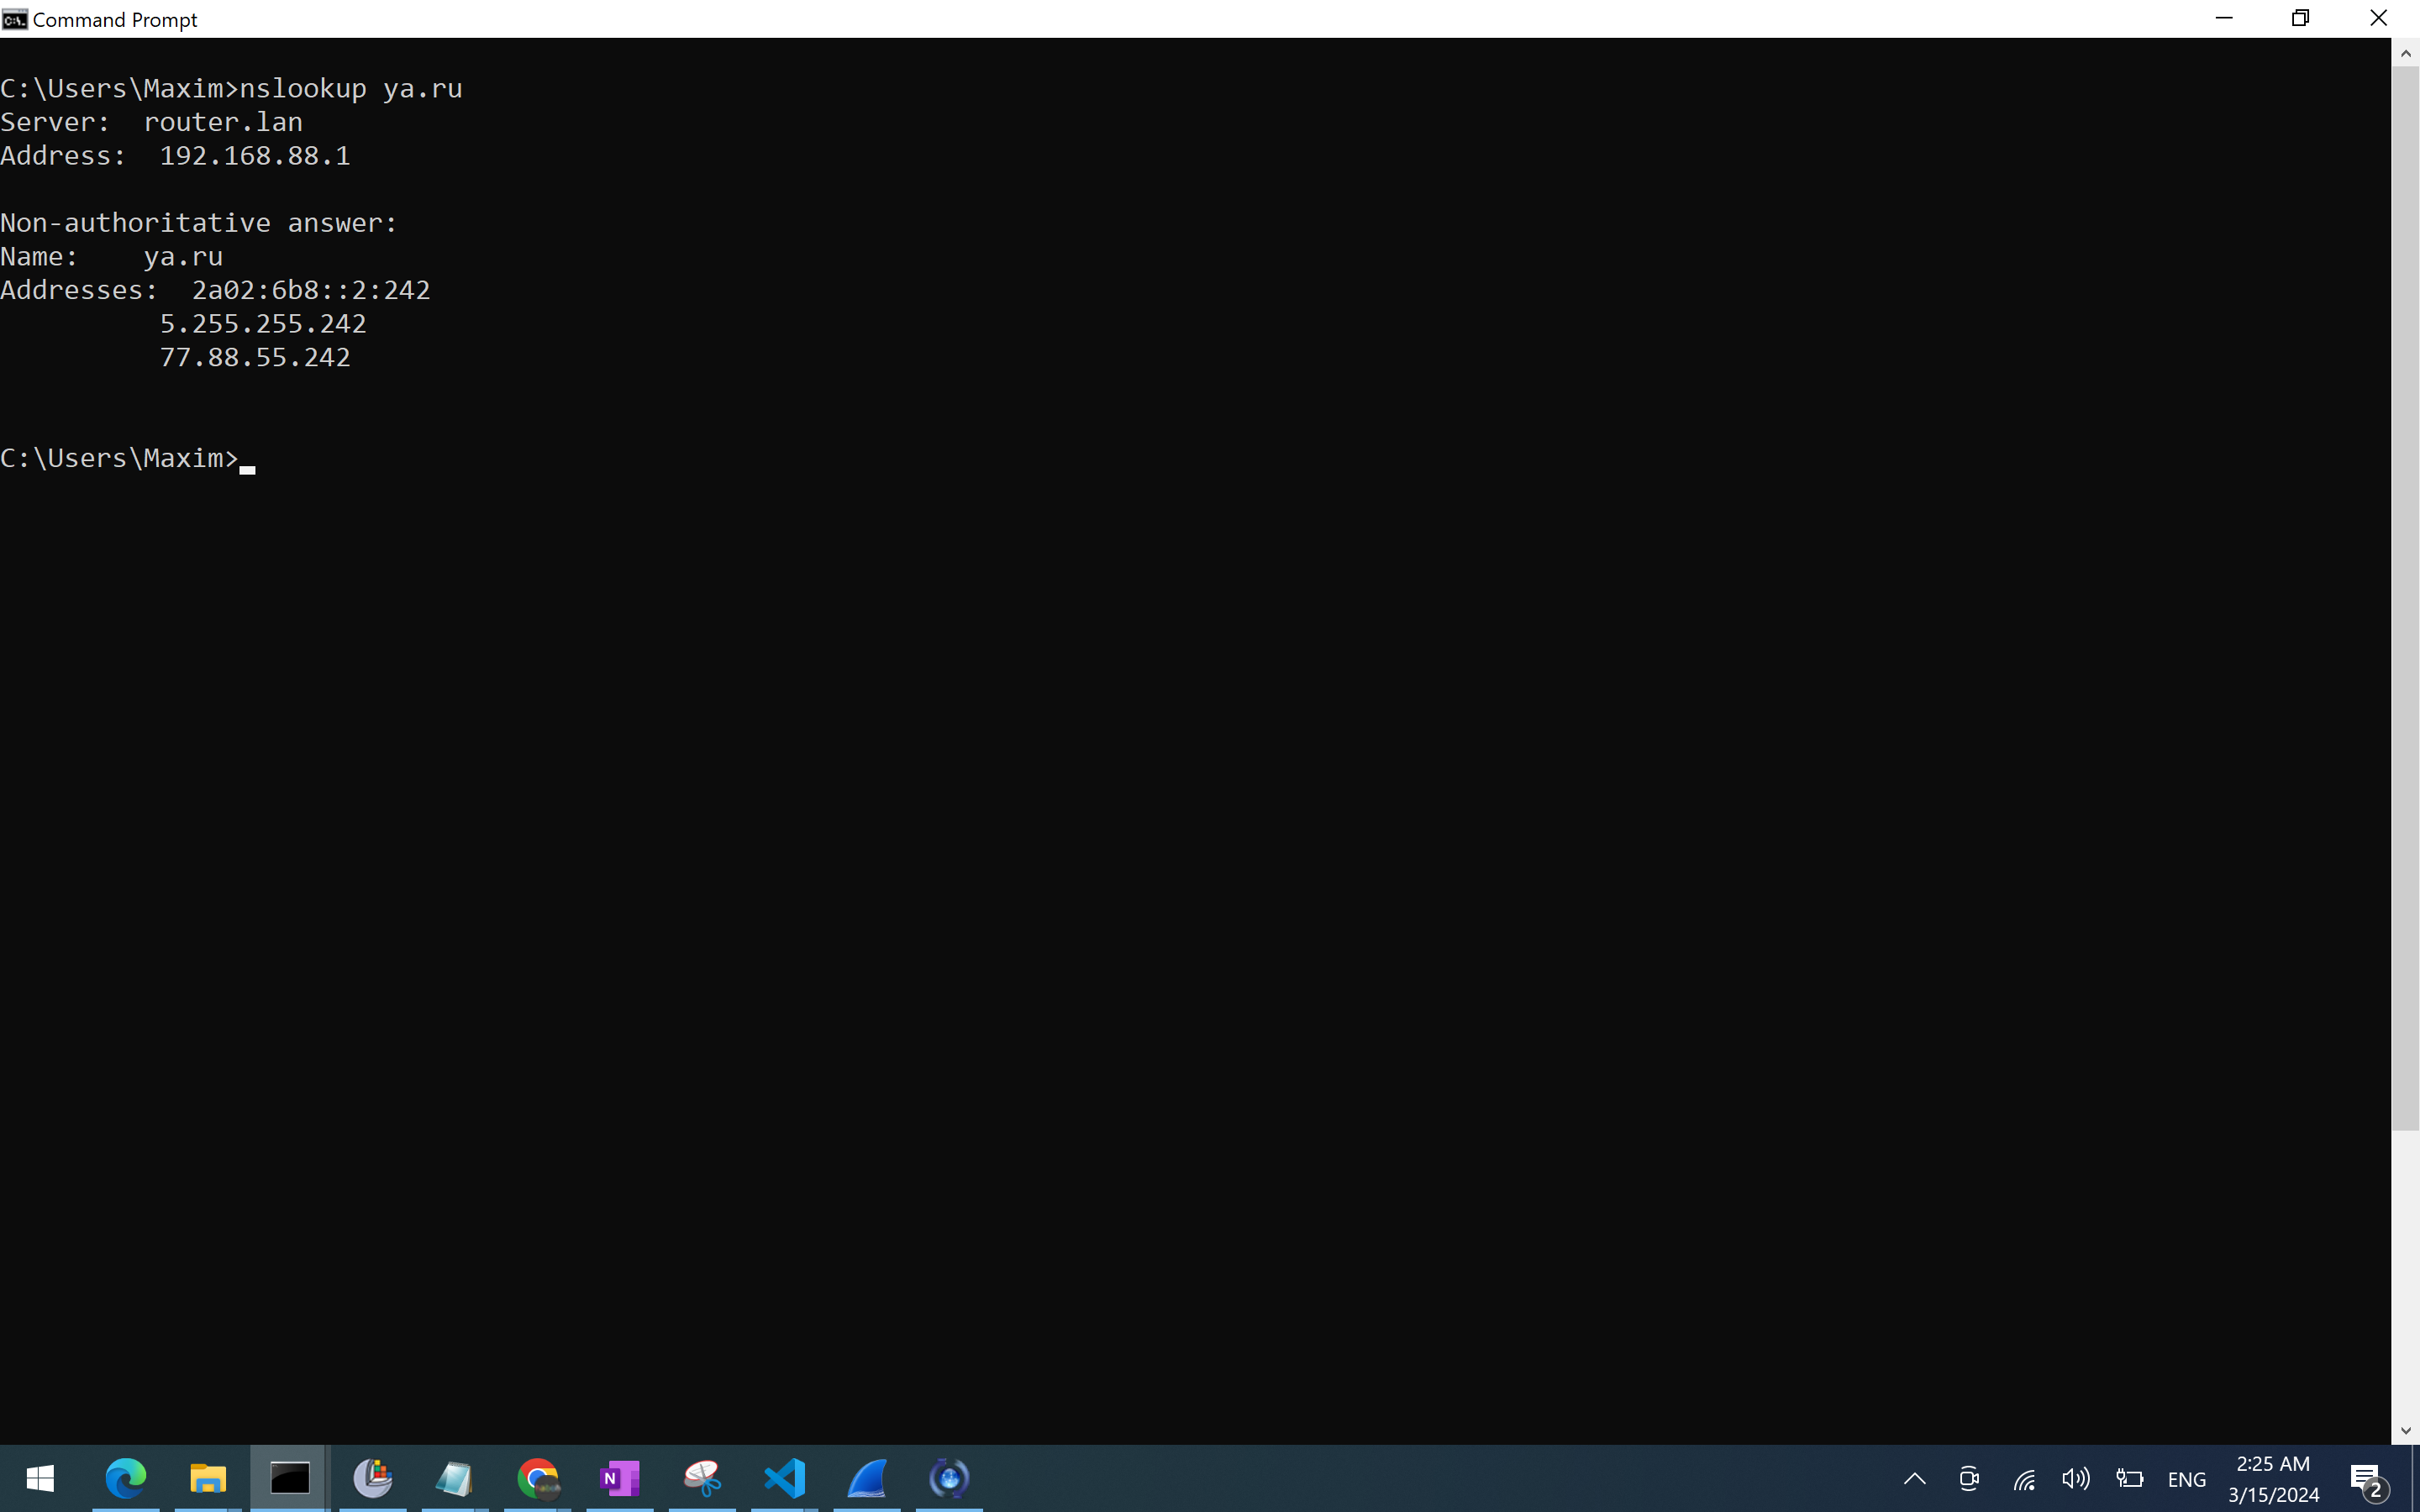 Command Prompt
C:\Users\Maxim>nslookup ya.ru
Server:  router.lan
Address:  192.168.88.1
Non-authoritative answer:
Name:    ya.ru
Addresses:  2a02:6b8::2:242
          5.255.255.242
          77.88.55.242
C:\Users\Maxim>
ENG
2:25 AM
3/15/2024
2